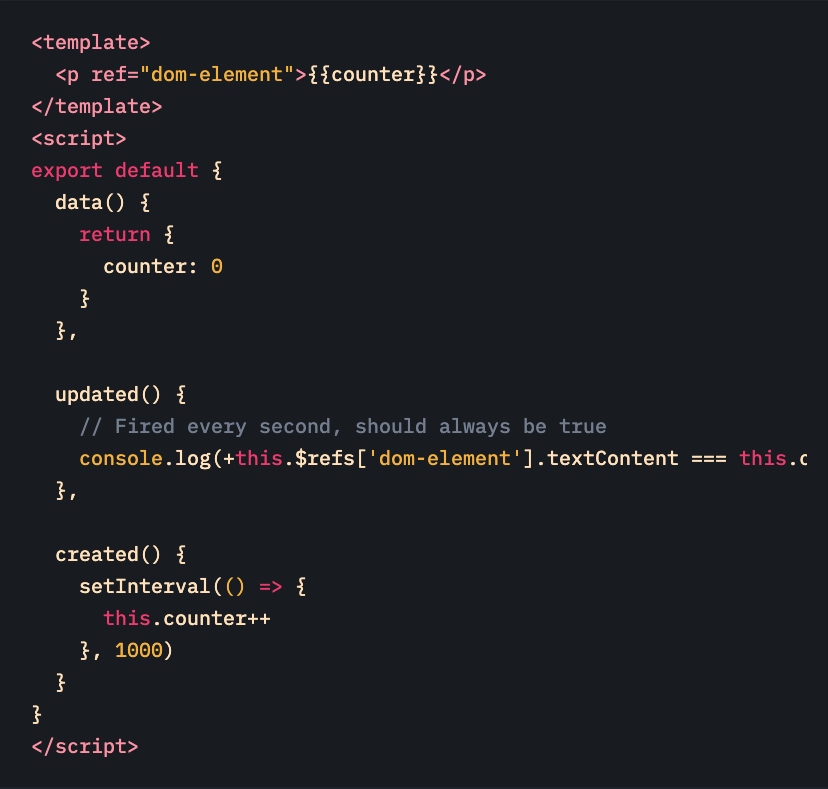 <template>
  <p ref="dom-element">{{counter}}</p>
</template>
<script>
export default {
  data() {
    return {
      counter: 0
    }
  },

  updated() {
    // Fired every second, should always be true
    console.log(+this.$refs['dom-element'].textContent === this.c
  },

  created() {
    setInterval(() => {
      this.counter++
    }, 1000)
  }
}
</script>